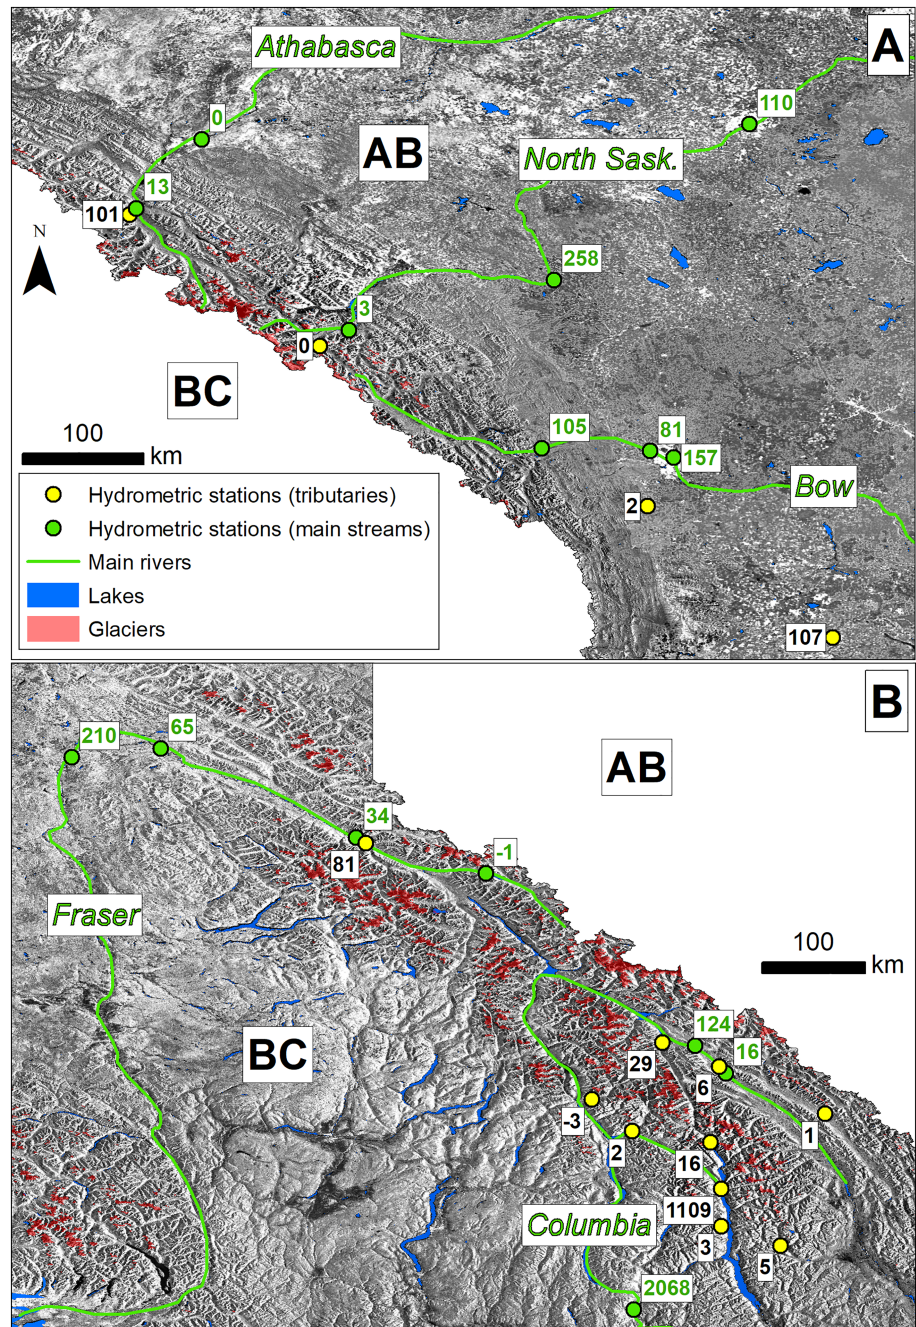 A
Athabasca
110
0
AB
North Sask.
13
101
N
258
3
0
BC
105
81
157
100
km
Bow
2
Hydrometric stations (tributaries)
Hydrometric stations (main streams)
Main rivers
Lakes
Glaciers
107
B
65
210
AB
34
81
-1
Fraser
100
km
124
BC
16
29
6
-3
1
2
16
1109
Columbia
3
5
2068